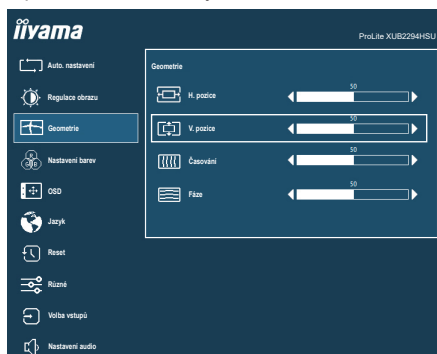 iiyama
ProLite XUB2294HSU
Auto. nastavení
Regulace obrazu
Geometrie
Nastavení barev
OSD
Jazyk
Reset
Různé
Volba vstupů
Nastavení audio
Geometrie
H. pozice
50
V. pozice
50
Časování
50
Fáze
50
R
G B